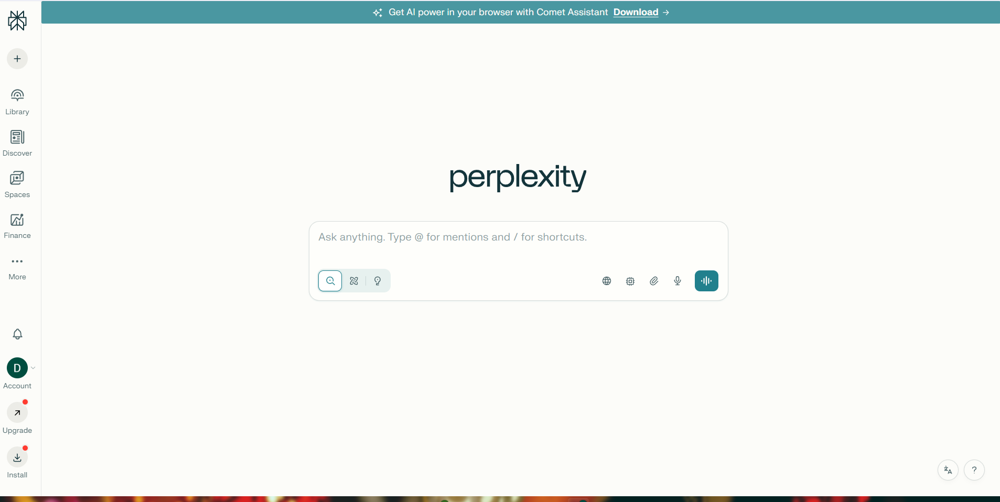 Get AI power in your browser with Comet Assistant Download →
Library
Discover
Spaces
Finance
More
perplexity
Ask anything. Type @ for mentions and / for shortcuts.
D
Account
Upgrade
Install
?